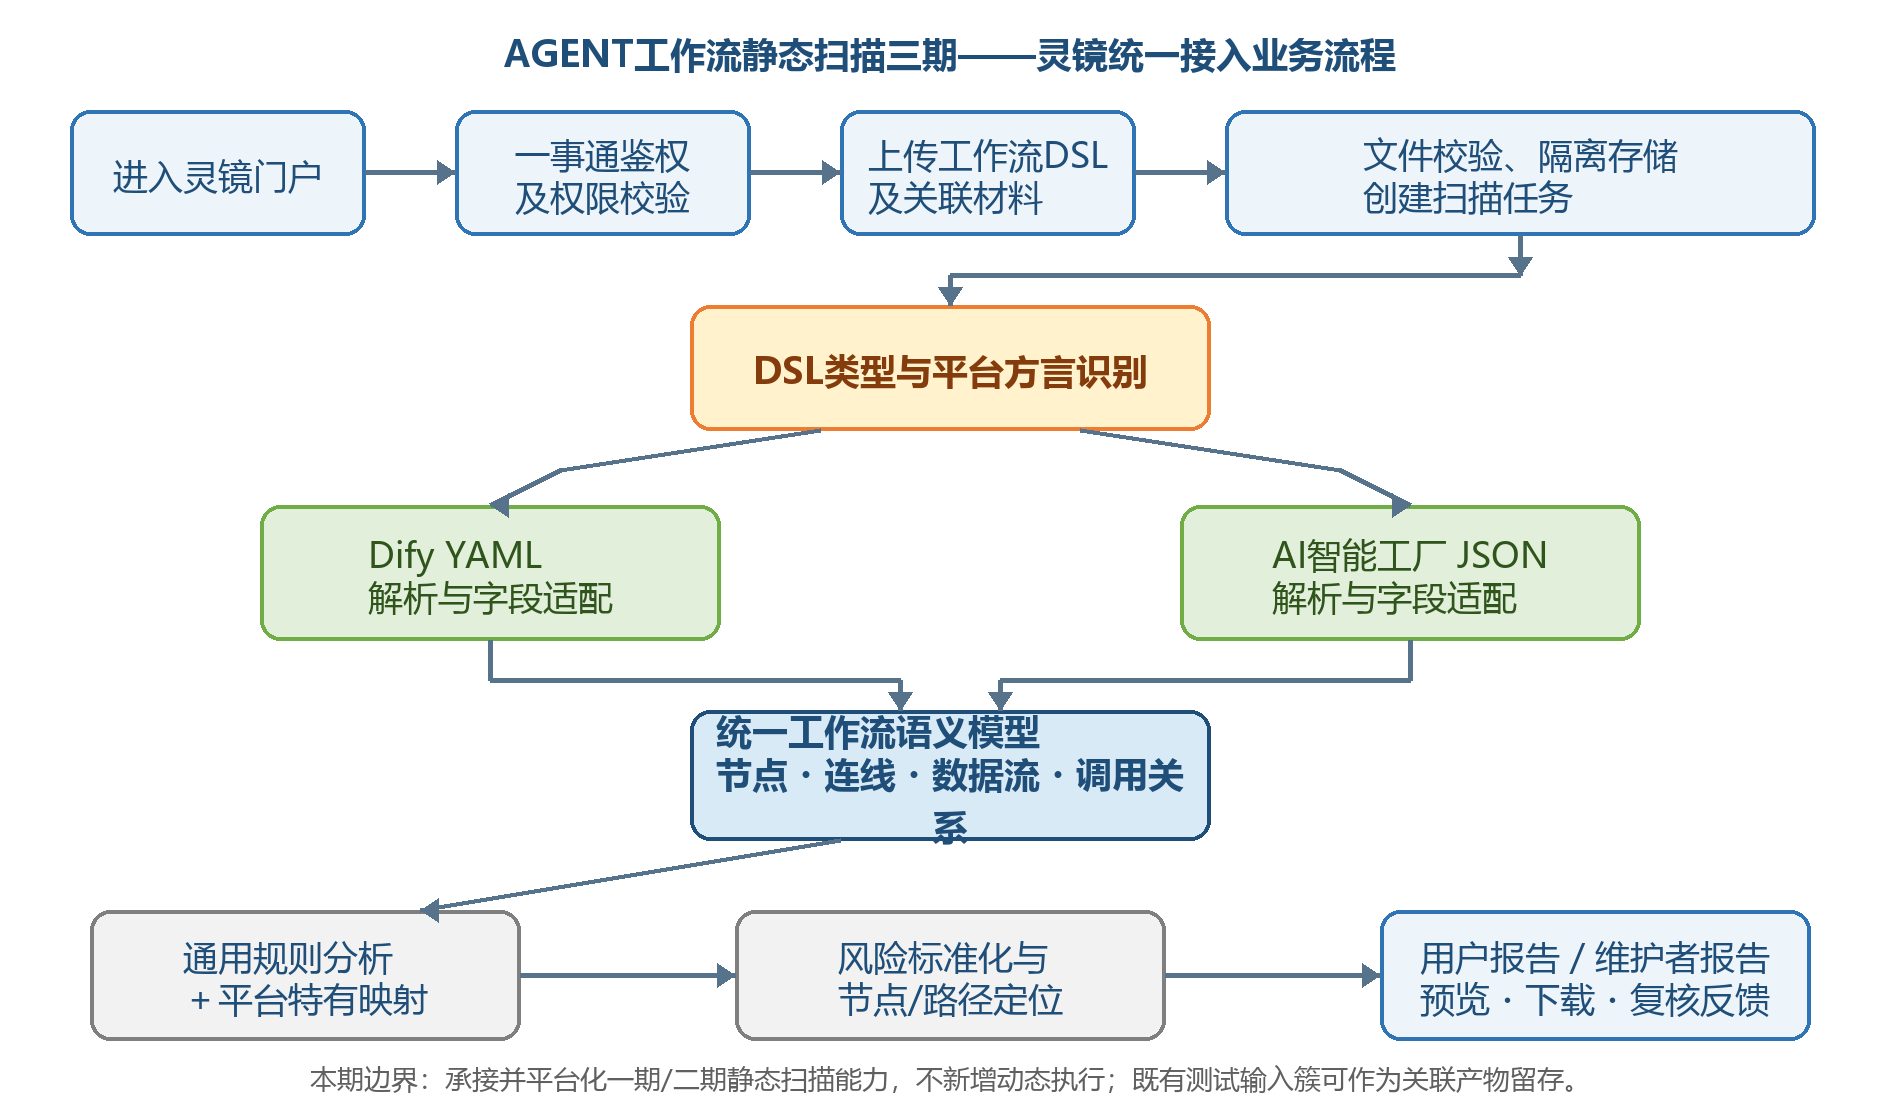 AGENT工作流静态扫描三期——灵镜统一接入业务流程
进入灵镜门户
一事通鉴权
及权限校验
上传工作流DSL
及关联材料
文件校验、隔离存储
创建扫描任务
DSL类型与平台方言识别
Dify YAML
解析与字段适配
AI智能工厂 JSON
解析与字段适配
统一工作流语义模型
节点 · 连线 · 数据流 · 调用关
系
通用规则分析
+ 平台特有映射
风险标准化与
节点/路径定位
用户报告 / 维护者报告
预览 · 下载 · 复核反馈
本期边界：承接并平台化一期/二期静态扫描能力，不新增动态执行；既有测试输入簇可作为关联产物留存。